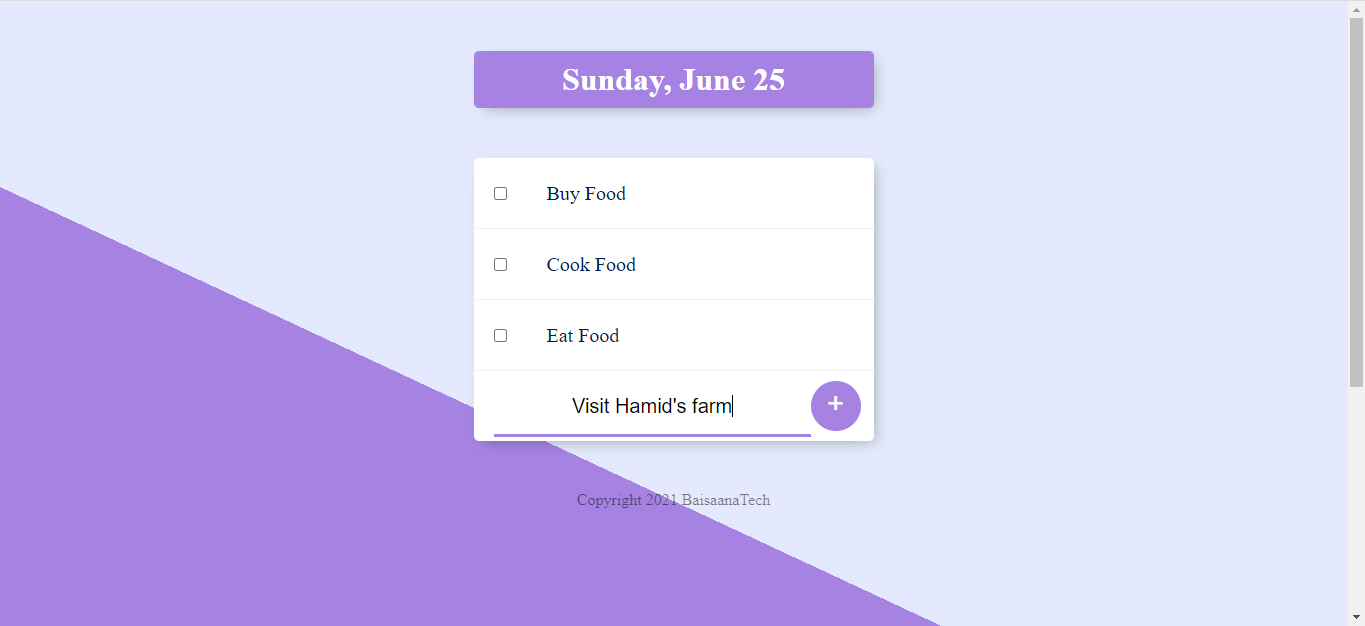 Sunday, June 25
Buy Food
Cook Food
Eat Food
Visit Hamid's farm
+
Copyright 2021 BaisaanaTech